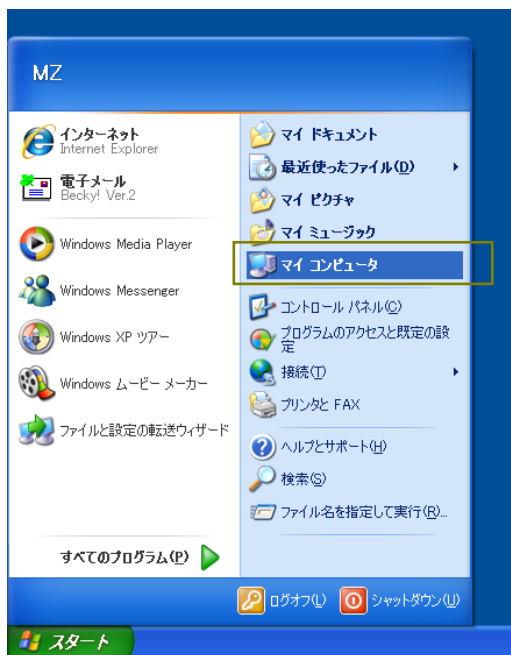 MZ
インターネット
Internet Explorer
電子メール
Becky! Ver.2
Windows Media Player
Windows Messenger
Windows XP ツアー
Windows ムービー メーカー
ファイルと設定の転送ウィザード
すべてのプログラム(P)
マイ ドキュメント
最近使ったファイル(D)
マイ ピクチャ
マイ ミュージック
マイ コンピュータ
コントロール パネル(C)
プログラムのアクセスと既定の設
定
接続(T)
プリンタと FAX
ヘルプとサポート(H)
検索(S)
ファイル名を指定して実行(R)...
ログオフ(L)
シャットダウン(U)
スタート